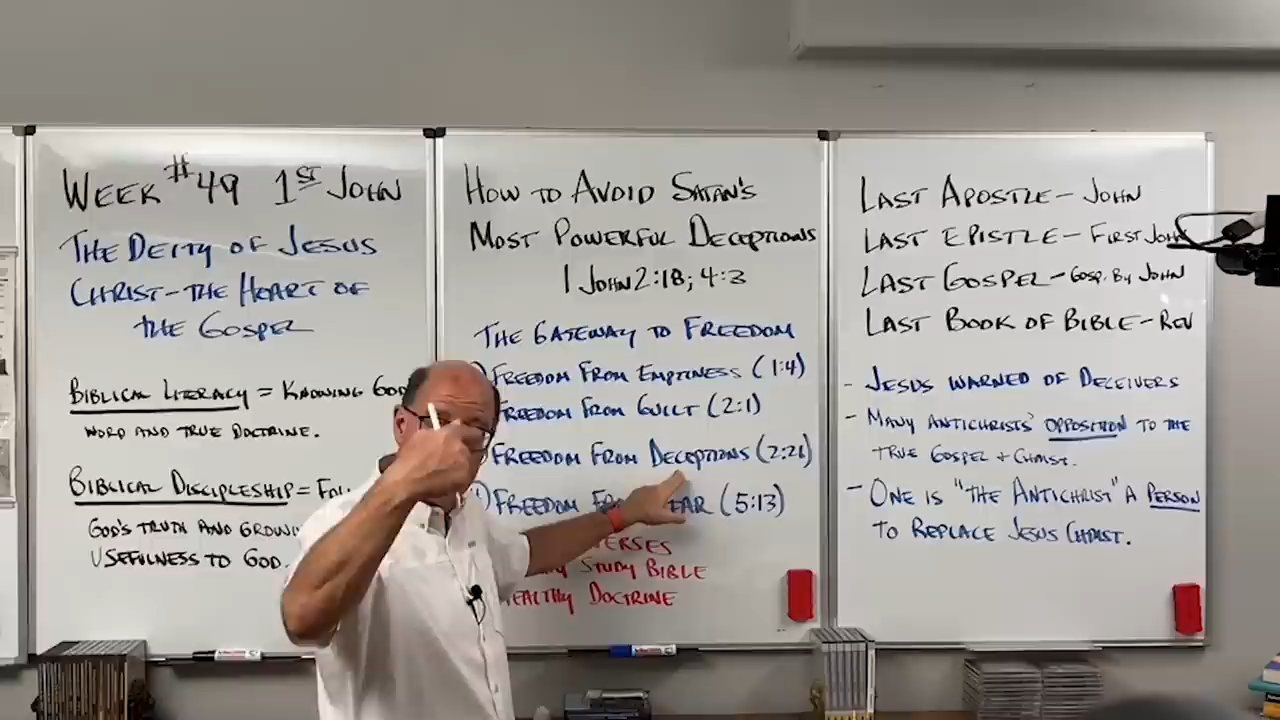 WEEK #49 1ST JOHN
THE DEITY OF JESUS
CHRIST-THE HEART OF
THE GOSPEL
BIBLICAL LITERACY = KNOWING GOD
WORD AND TRUE DOCTRINE.
BIBLICAL DISCIPLESHIP =
GOD'S TRUTH AND
USEFULNESS TO GOD.
HOW TO AVOID SATAN'S
MOST POWERFUL DECEPTIONS
1 JOHN 2:18; 4:3
THE GATEWAY TO FREEDOM
FREEDOM FROM EMPTINESS (1:4)
FREEDOM FROM GUILT (2:1)
FREEDOM FROM DECEPTIONS (2:26)
FREEDOM (5:13)
VERSES
STUDY BIBLE
HEALTHY DOCTRINE
LAST APOSTLE - JOHN
LAST EPISTLE - FIRST JOHN
LAST GOSPEL - GOSP. BY JOHN
LAST BOOK OF BIBLE - REV
- JESUS WARNED OF DECEIVERS
- MANY ANTICHRISTS' OPPOSITION TO THE
TRUE GOSPEL + CHRIST.
- ONE IS "THE ANTICHRIST" A PERSON
TO REPLACE JESUS CHRIST.